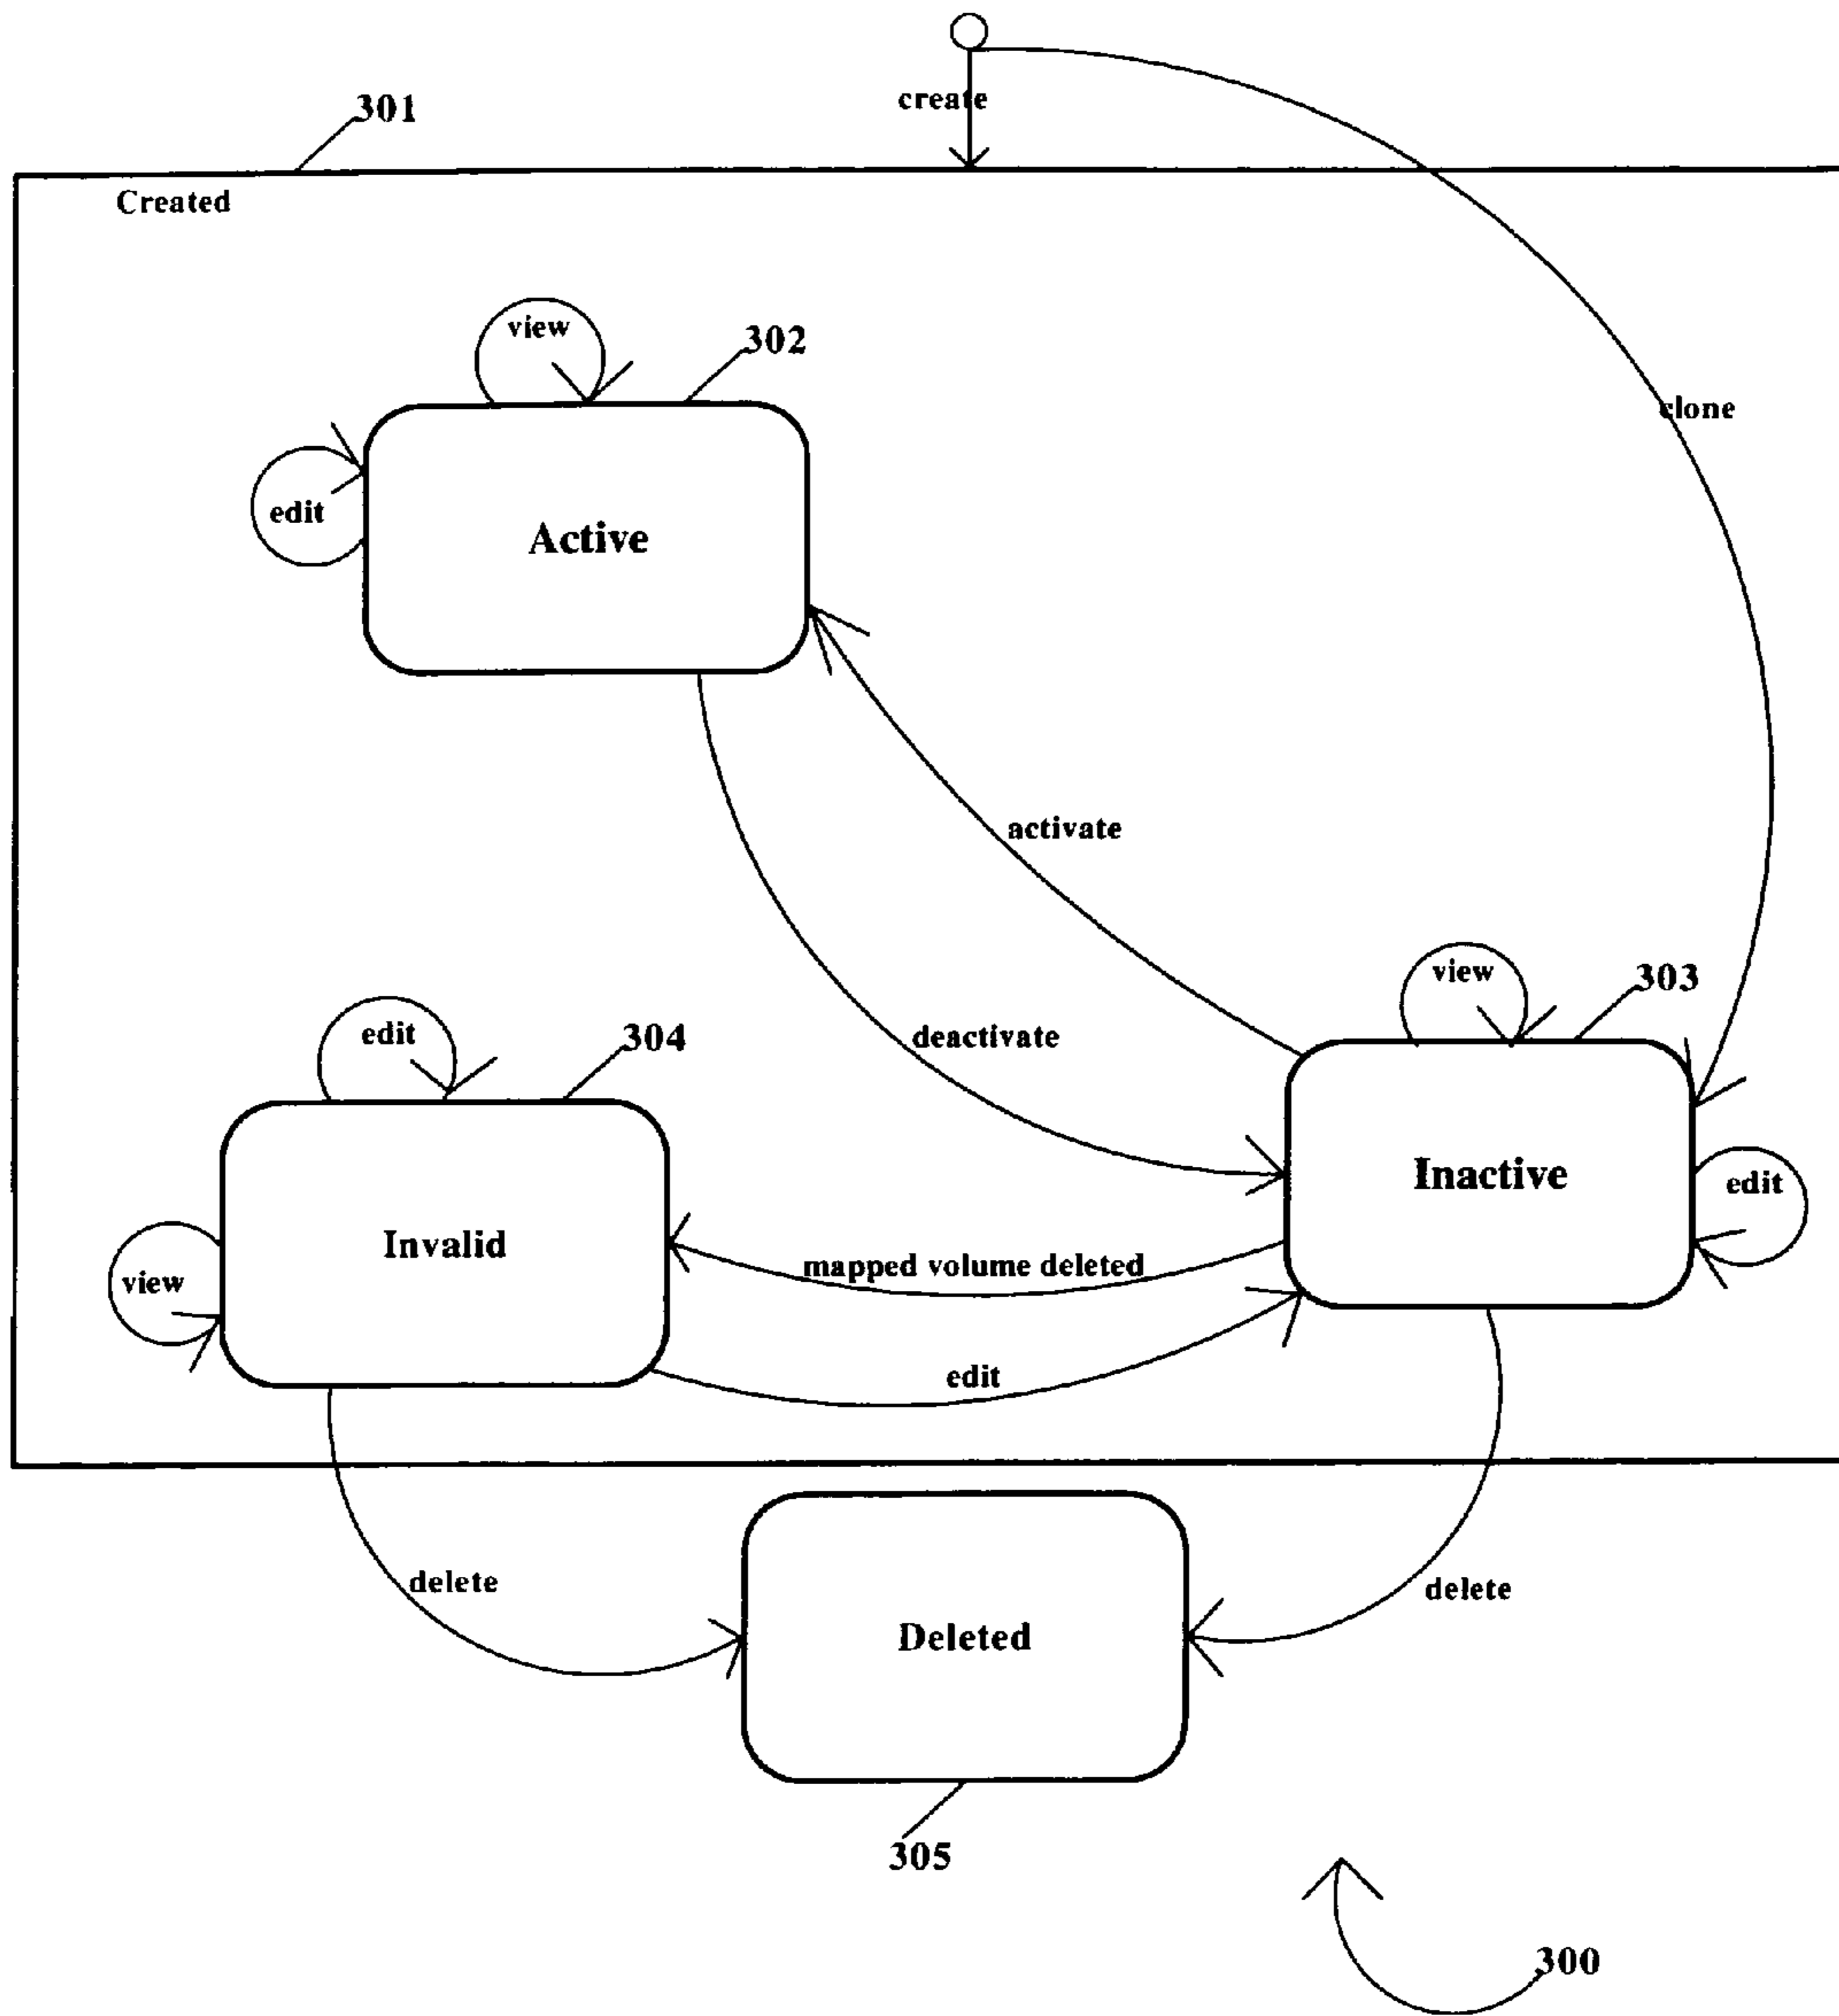 create
301
Created
view
302
clone
edit
Active
activate
view
303
edit
304
deactivate
Inactive
edit
Invalid
mapped volume deleted
view
edit
delete
delete
Deleted
305
300